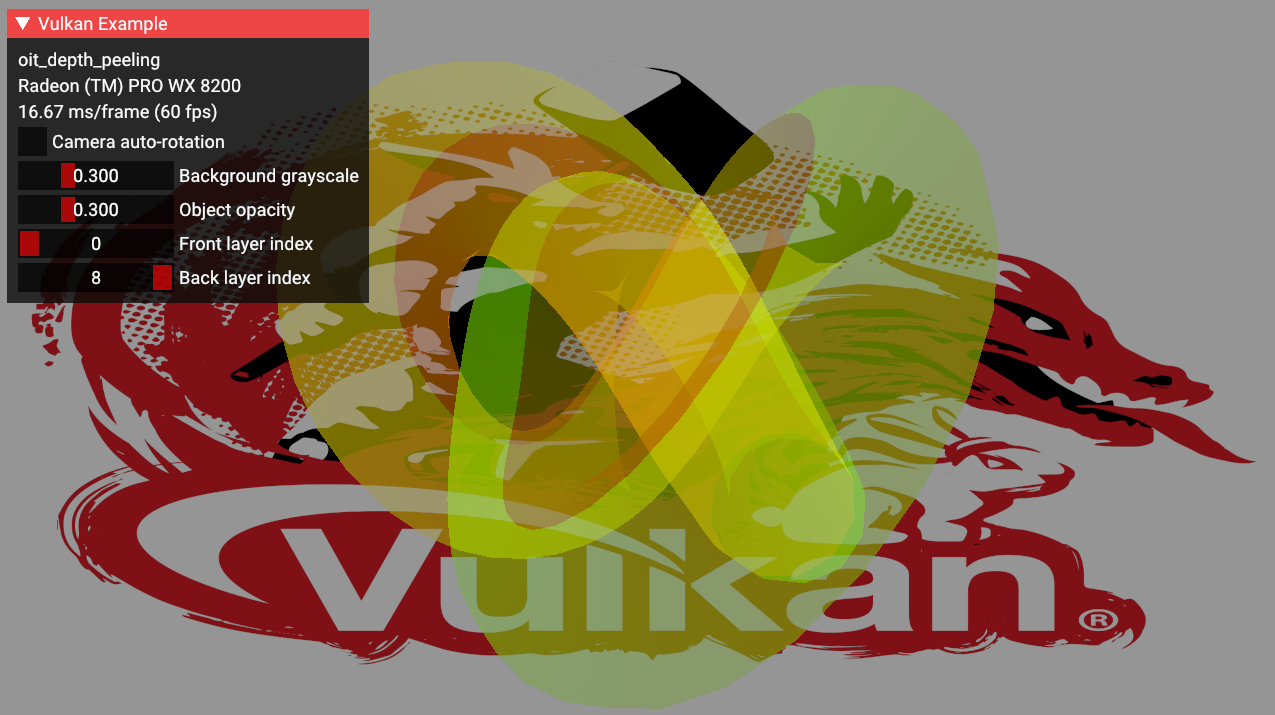 Vulkan Example
oit_depth_peeling
Radeon (TM) PRO WX 8200
16.67 ms/frame (60 fps)
Camera auto-rotation
0.300 Background grayscale
0.300 Object opacity
0 Front layer index
8 Back layer index
Vulkan®